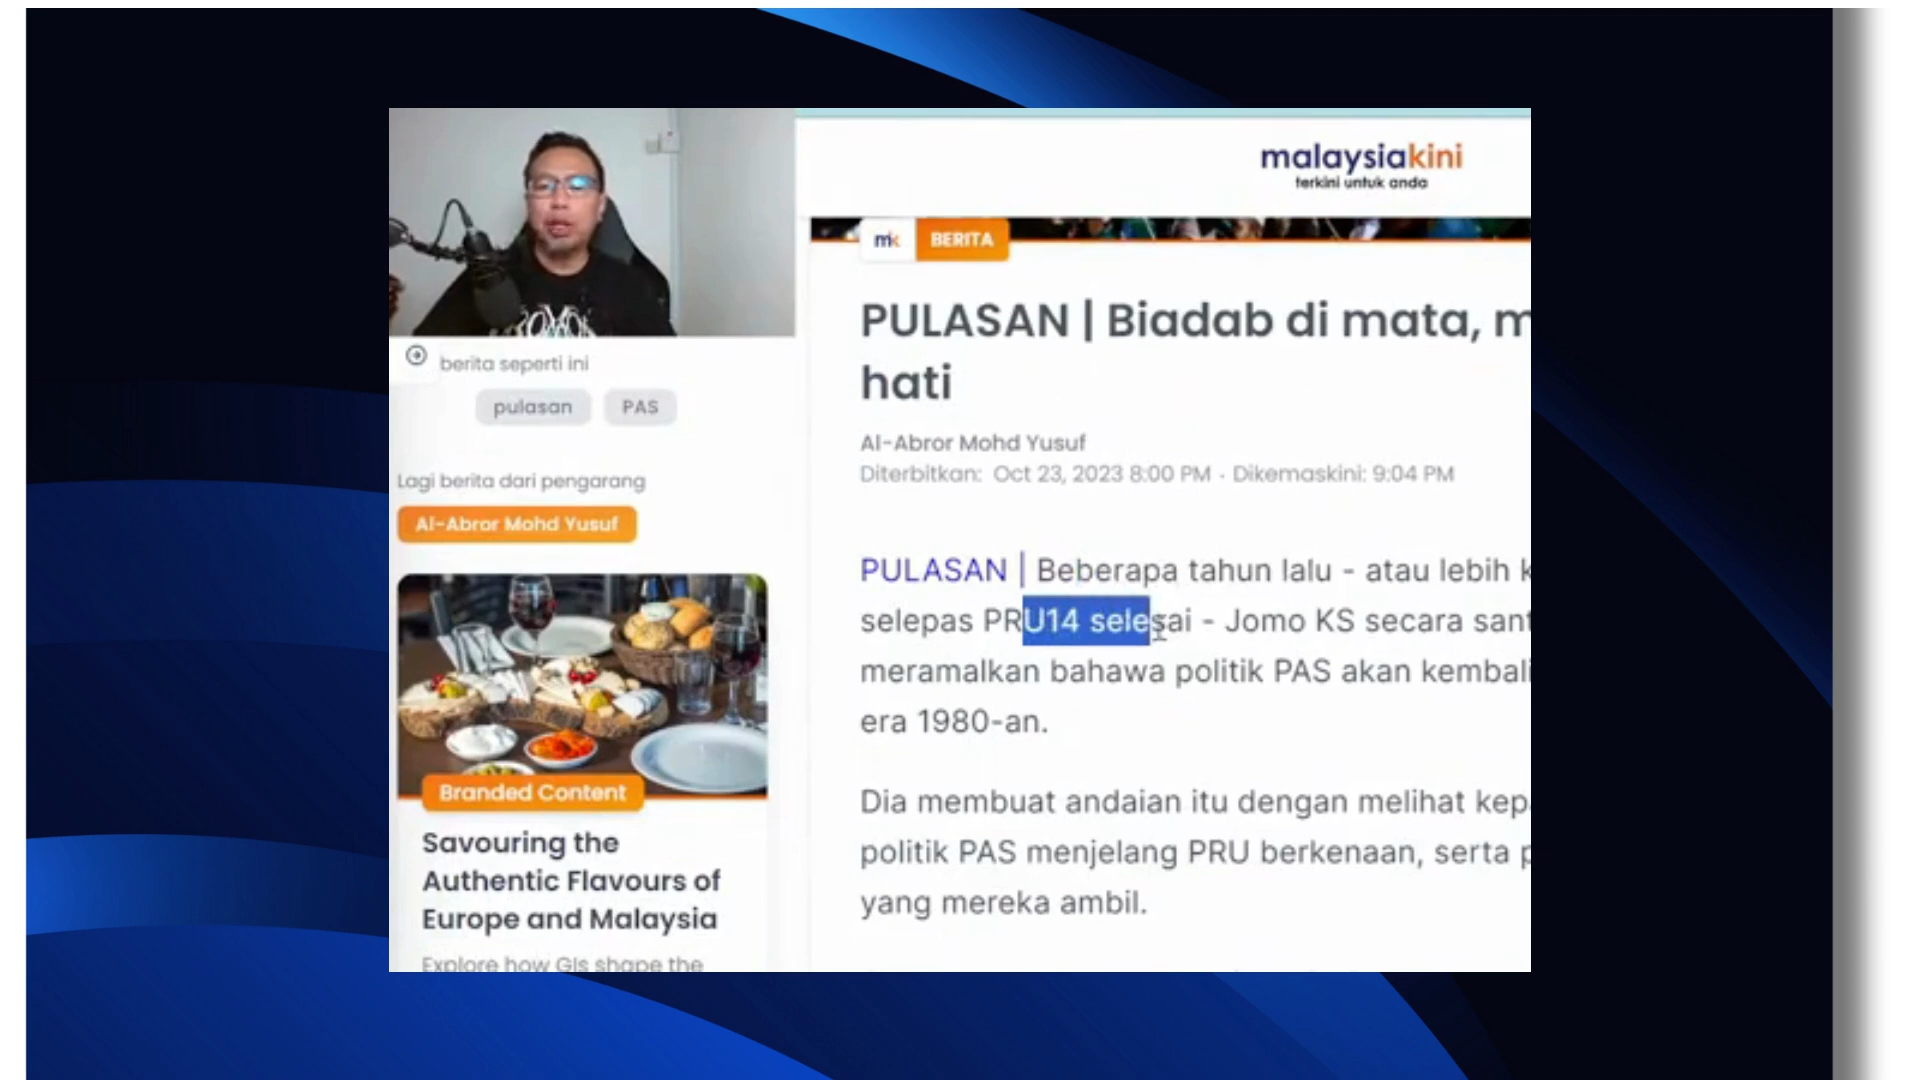 malaysiakini
terkini untuk anda
mk BERITA
PULASAN | Biadab di mata,
hati
Al-Abror Mohd Yusuf
Diterbitkan: Oct 23, 2023 8:00 PM · Dikemaskini: 9:04 PM
PULASAN | Beberapa tahun lalu - atau lebih
selepas PRU14 selesai - Jomo KS secara
meramalkan bahawa politik PAS akan kembali
era 1980-an.
Dia membuat andaian itu dengan melihat
politik PAS menjelang PRU berkenaan, serta
yang mereka ambil.
berita seperti ini
pulasan PAS
Lagi berita dari pengarang
Al-Abror Mohd Yusuf
Branded Content
Savouring the
Authentic Flavours of
Europe and Malaysia
Explore how GIs shape the